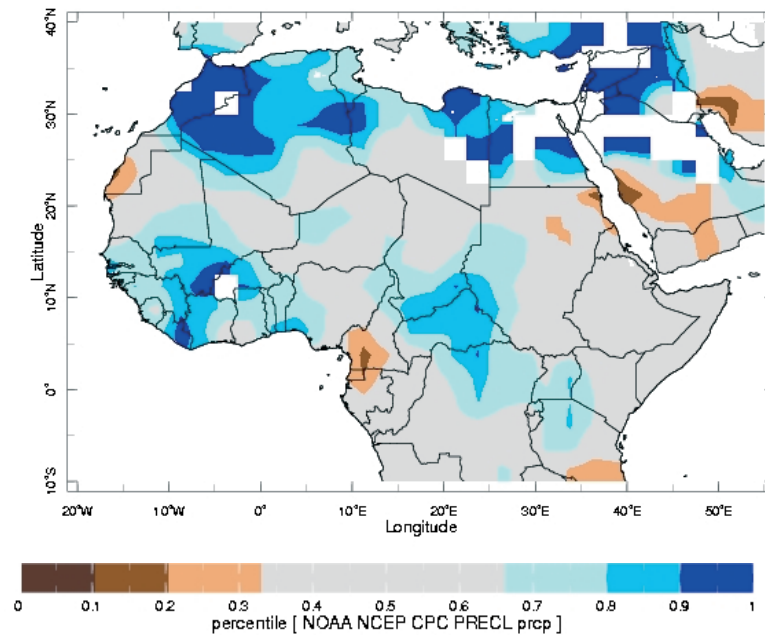 40°N
30°N
20°N
10°N
0°
10°S
Latitude
20°W 10°W 0° 10°E 20°E 30°E 40°E 50°E
Longitude
0 0.1 0.2 0.3 0.4 0.5 0.6 0.7 0.8 0.9 1
percentile [ NOAA NCEP CPC PRECL prcp ]